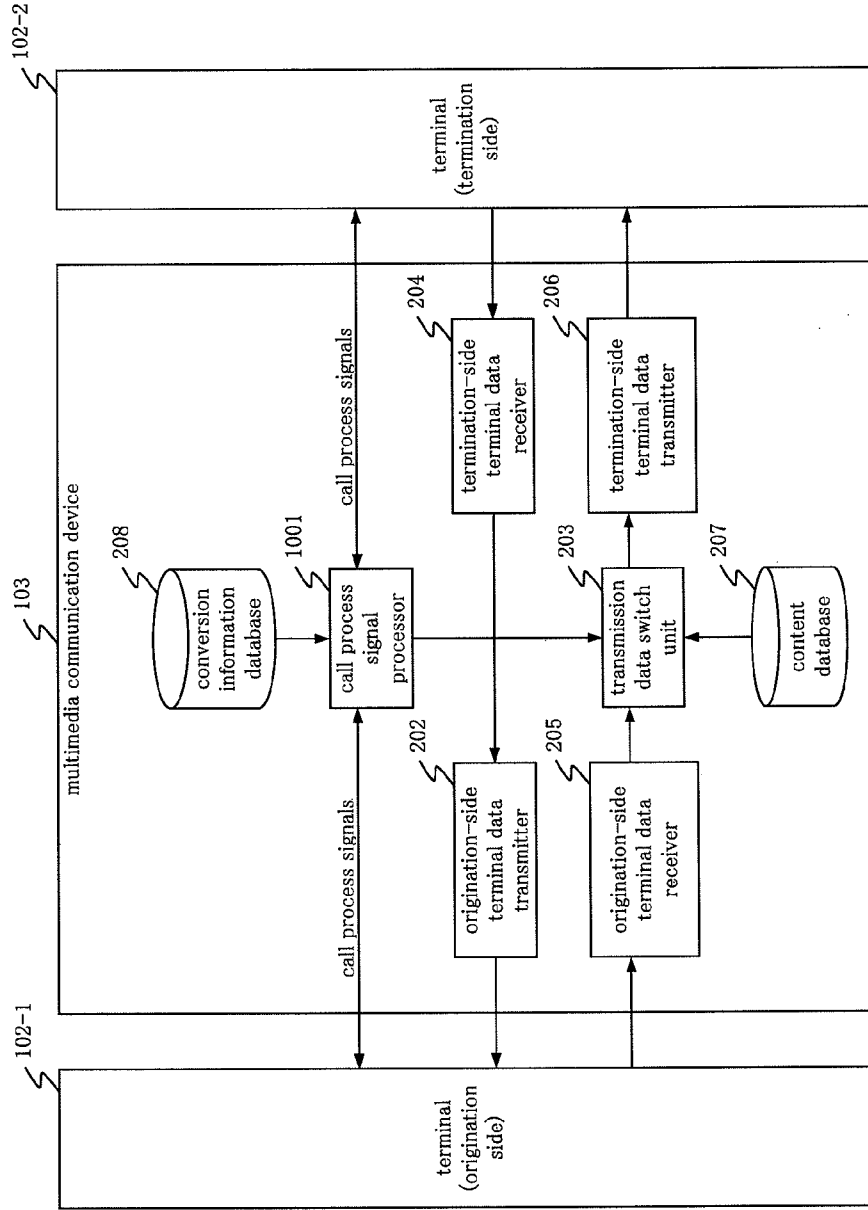 102-1
terminal
(origination
side)
103
multimedia communication device
208
conversion
information
database
call process signals
1001
call process
signal
processor
call process signals
202
origination-side
terminal data
transmitter
204
termination-side
terminal data
receiver
205
origination-side
terminal data
receiver
203
transmission
data switch
unit
206
termination-side
terminal data
transmitter
207
content
database
102-2
terminal
(termination
side)